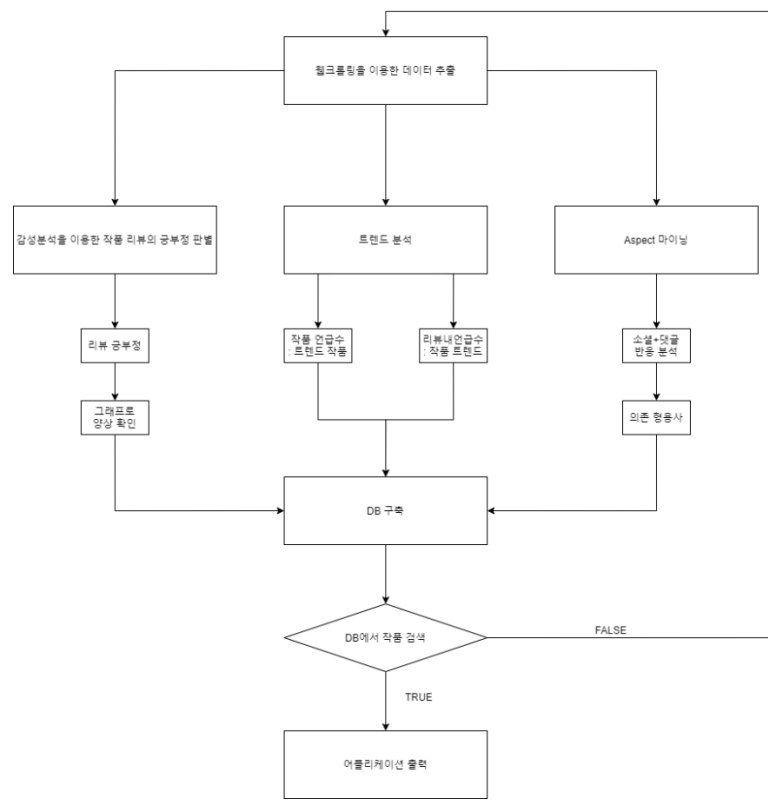 웹크롤링을 이용한 데이터 추출
감성분석을 이용한 작품 리뷰의 긍부정 판별
트렌드 분석
Aspect 마이닝
리뷰 긍부정
작품 언급수
: 트렌드 작품
리뷰내언급수
: 작품 트렌드
소셜+댓글
반응 분석
그래프로
양상 확인
의존 형용사
DB 구축
DB에서 작품 검색
FALSE
TRUE
어플리케이션 출력